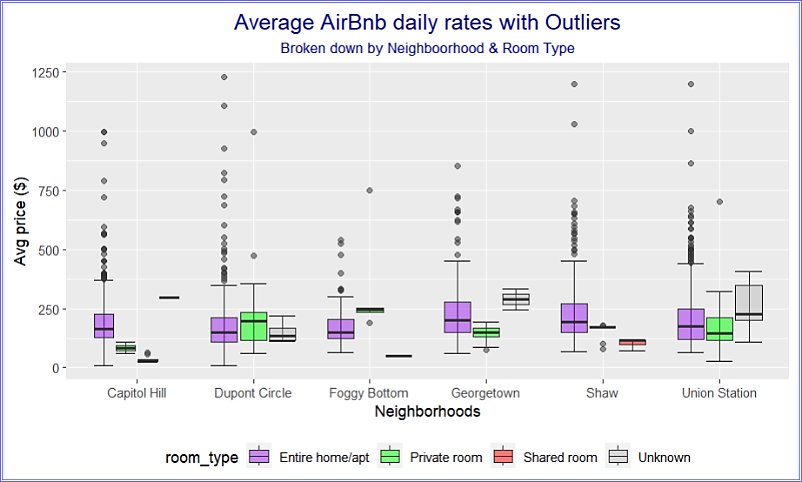 Average AirBnb daily rates with Outliers
Broken down by Neighboorhood & Room Type
Avg price ($)
1250
1000
750
500
250
0
Capitol Hill Dupont Circle Foggy Bottom Georgetown Shaw Union Station
Neighborhoods
room_type Entire home/apt Private room Shared room Unknown